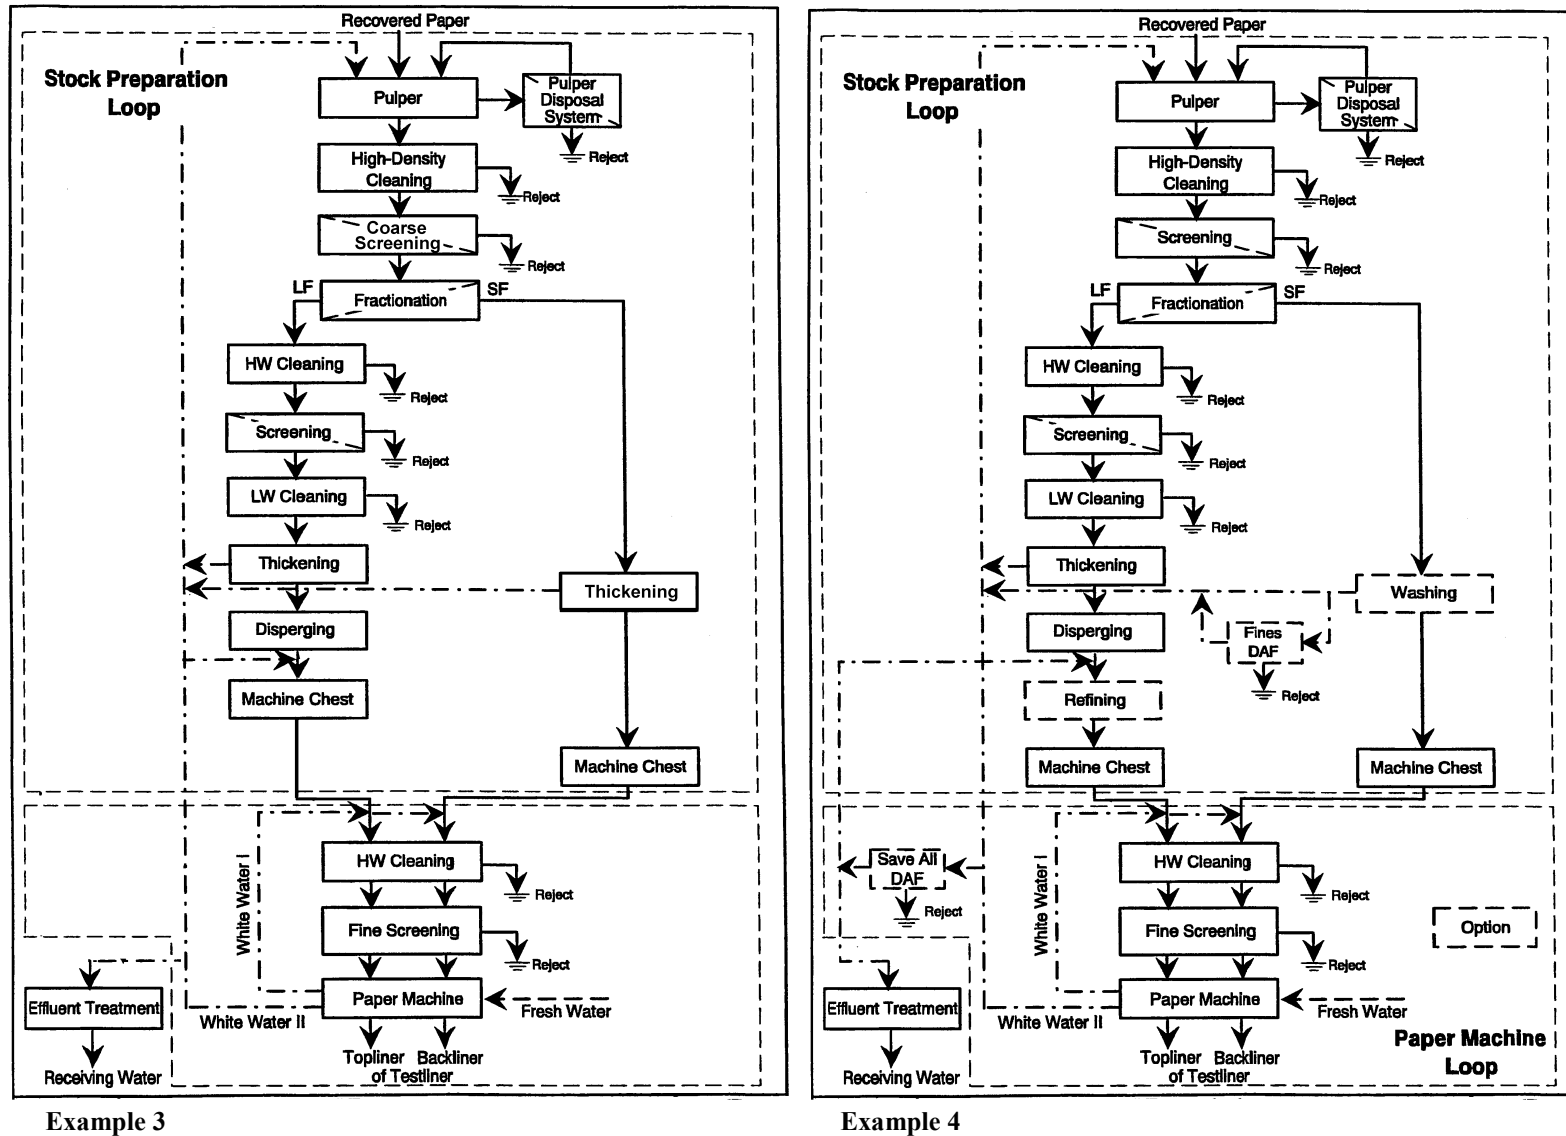 Recovered Paper
Stock Preparation
Loop
Pulper
Pulper
Disposal
System
Reject
High-Density
Cleaning
Reject
Coarse
Screening
Reject
LF
Fractionation
SF
HW Cleaning
Reject
Screening
Reject
LW Cleaning
Reject
Thickening
Thickening
Disperging
Machine Chest
Machine Chest
White Water I
HW Cleaning
Reject
Fine Screening
Reject
Effluent Treatment
Paper Machine
Fresh Water
White Water II
Topliner
Backliner
of Testliner
Receiving Water
Example 3
Recovered Paper
Stock Preparation
Loop
Pulper
Pulper
Disposal
System
Reject
High-Density
Cleaning
Reject
Screening
Reject
LF
Fractionation
SF
HW Cleaning
Reject
Screening
Reject
LW Cleaning
Reject
Thickening
Washing
Disperging
Fines
DAF
Reject
Refining
Machine Chest
Machine Chest
Save All
DAF
Reject
White Water I
HW Cleaning
Reject
Fine Screening
Reject
Option
Effluent Treatment
Paper Machine
Fresh Water
White Water II
Paper Machine
Loop
Topliner
Backliner
of Testliner
Receiving Water
Example 4